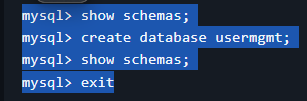 mysql> show schemas;
mysql> create database usermgmt;
mysql> show schemas;
mysql> exit